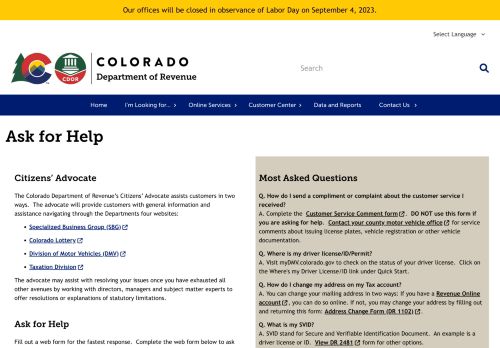 Our offices will be closed in observance of Labor Day on September 4, 2023.
Select Language
COLORADO
Department of Revenue
CDOR
Search
Home
I'm Looking for...
Online Services
Customer Center
Data and Reports
Contact Us
Ask for Help
Citizens' Advocate
The Colorado Department of Revenue's Citizens' Advocate assists customers in two
ways. The advocate will provide customers with general information and
assistance navigating through the Departments four websites:
Specialized Business Group (SBG)
Colorado Lottery
Division of Motor Vehicles (DMV)
Taxation Division
The advocate may assist with resolving your issues once you have exhausted all
other avenues by working with directors, managers and subject matter experts to
offer resolutions or explanations of statutory limitations.
Ask for Help
Fill out a web form for the fastest response. Complete the web form below to ask
Most Asked Questions
Q. How do I send a compliment or complaint about the customer service I
received?
A. Complete the Customer Service Comment form. DO NOT use this form if
you are asking for help. Contact your county motor vehicle office for service
comments about issuing license plates, vehicle registration or other vehicle
documentation.
Q. Where is my driver license/ID/Permit?
A. Visit myDMV.colorado.gov to check on the status of your driver license. Click on
the Where's my Driver License/ID link under Quick Start.
Q. How do I change my address on my Tax account?
A. You can change your mailing address in two ways: If you have a Revenue Online
account, you can do so online. If not, you may change your address by filling
out and returning this form: Address Change Form (DR 1102).
Q. What is my SVID?
A. SVID stand for Secure and Verifiable Identification Document. An example is a
driver license or ID. View DR 2481 form for other options.